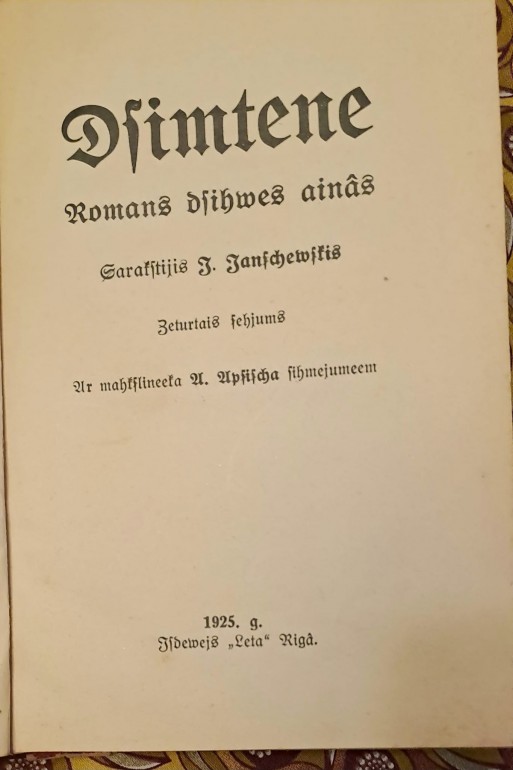 Dſimtene
Romans dſihwes ainâs
Sarakſtijis J. Janſchewſkis
Zeturtais ſehjums
Ar mahkſlineeka A. Apſiſcha ſihmejumeem
1925. g.
Iſdewejs „Leta“ Rigâ.